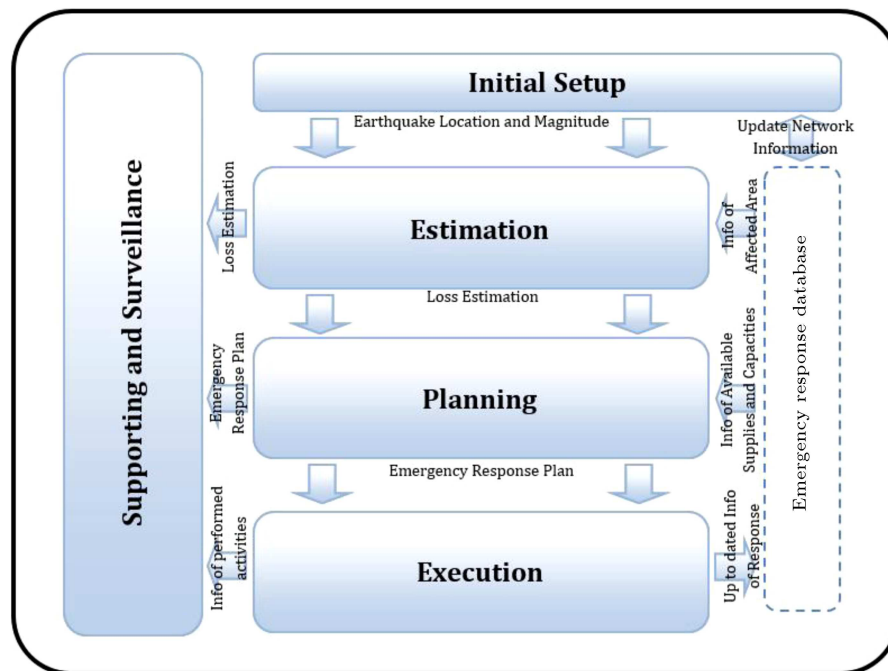 Initial Setup
Earthquake Location and Magnitude
Update Network
Information
Supporting and Surveillance
Loss Estimation
Estimation
Info of
Affected Area
Emergency response database
Loss Estimation
Emergency
Response Plan
Planning
Info of Available
Supplies and Capacities
Emergency Response Plan
Info of performed
activities
Execution
Up to dated Info
of Response